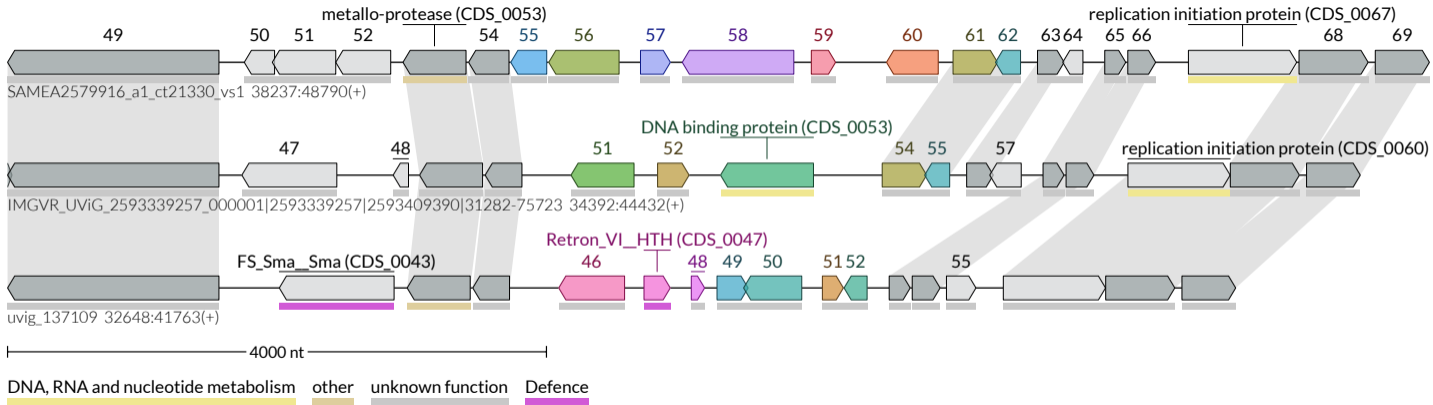 metallo-protease (CDS_0053) replication initiation protein (CDS_0067)
49 50 51 52 54 55 56 57 58 59 60 61 62 63 64 65 66 68 69
SAMEA2579916_a1_ct21330_vs1 38237:48790(+)
DNA binding protein (CDS_0053)
47 48 51 52 54 55 57 replication initiation protein (CDS_0060)
IMGVR_UViG_2593339257_000001|2593339257|2593409390|31282-75723 34392:44432(+)
Retron_VI__HTH (CDS_0047)
FS_Sma__Sma (CDS_0043) 46 48 49 50 51 52 55
uvig_137109 32648:41763(+)
4000 nt
DNA, RNA and nucleotide metabolism other unknown function Defence